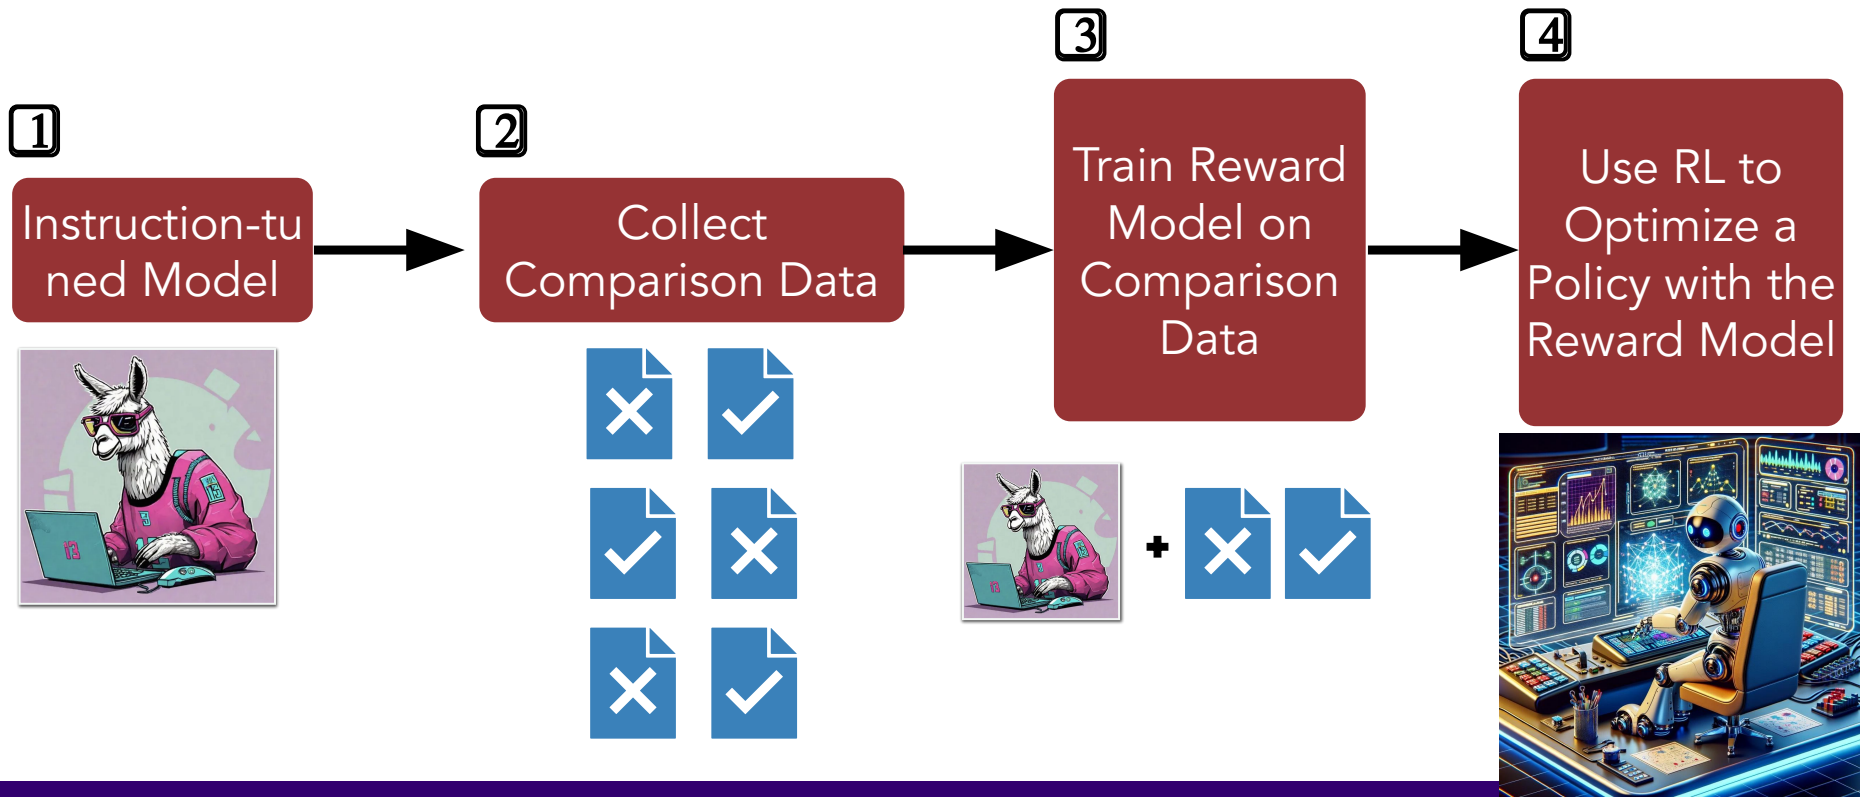 1
Instruction-tu
ned Model
2
Collect
Comparison Data
3
Train Reward
Model on
Comparison
Data
4
Use RL to
Optimize a
Policy with the
Reward Model